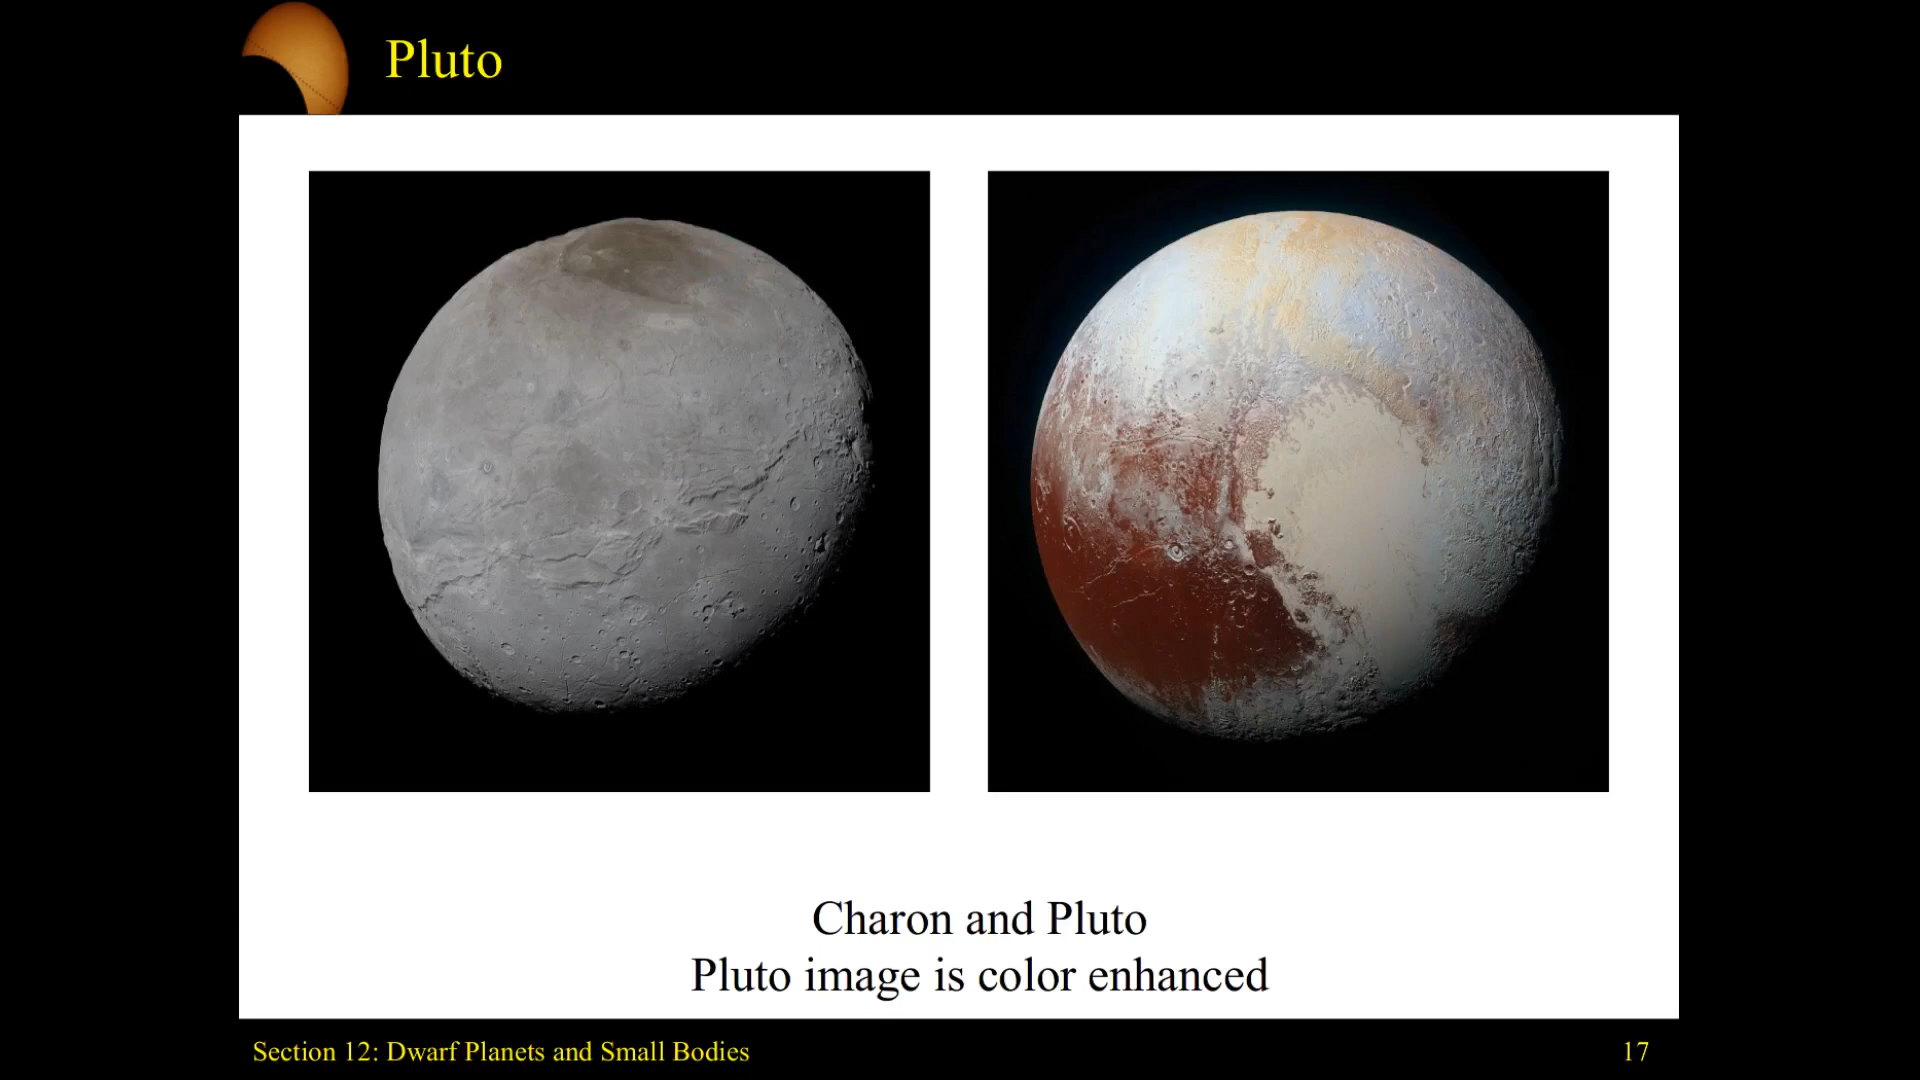 Pluto
Charon and Pluto
Pluto image is color enhanced
Section 12: Dwarf Planets and Small Bodies
17